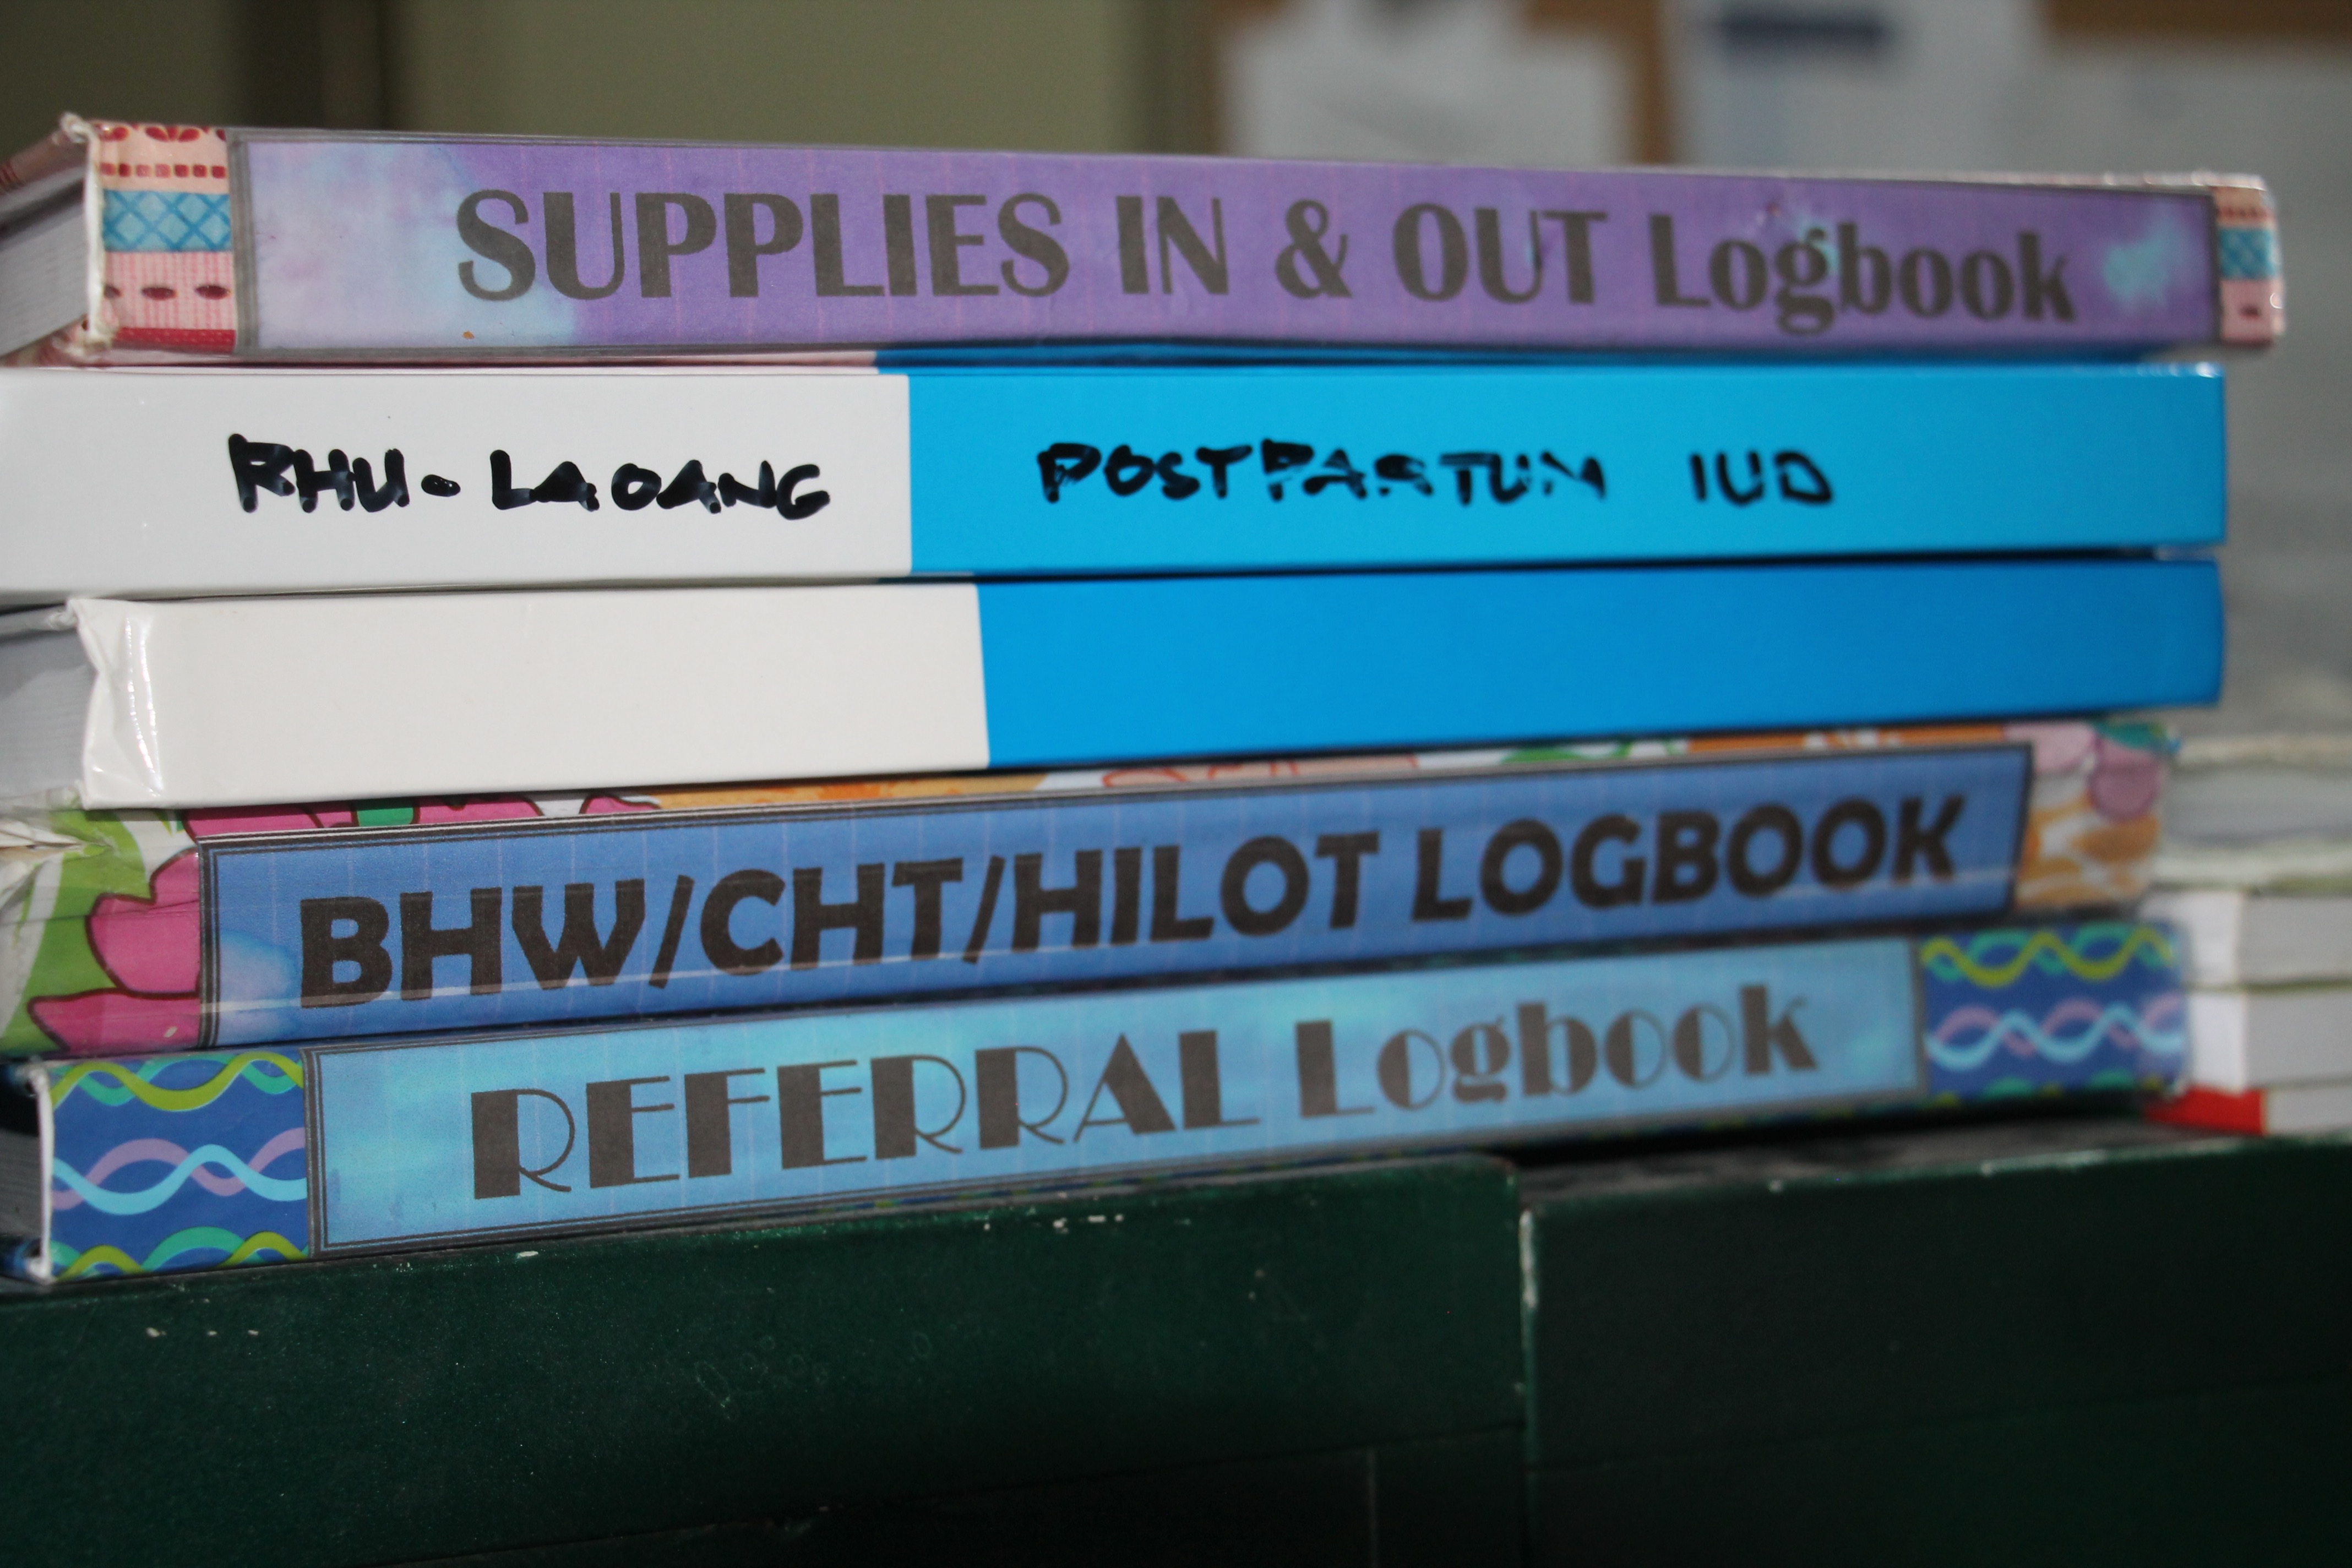 SUPPLIES IN & OUT Logbook
RHU- LAOANG POSTPARTUM IUD
BHW/CHT/HILOT LOGBOOK
REFERRAL Logbook